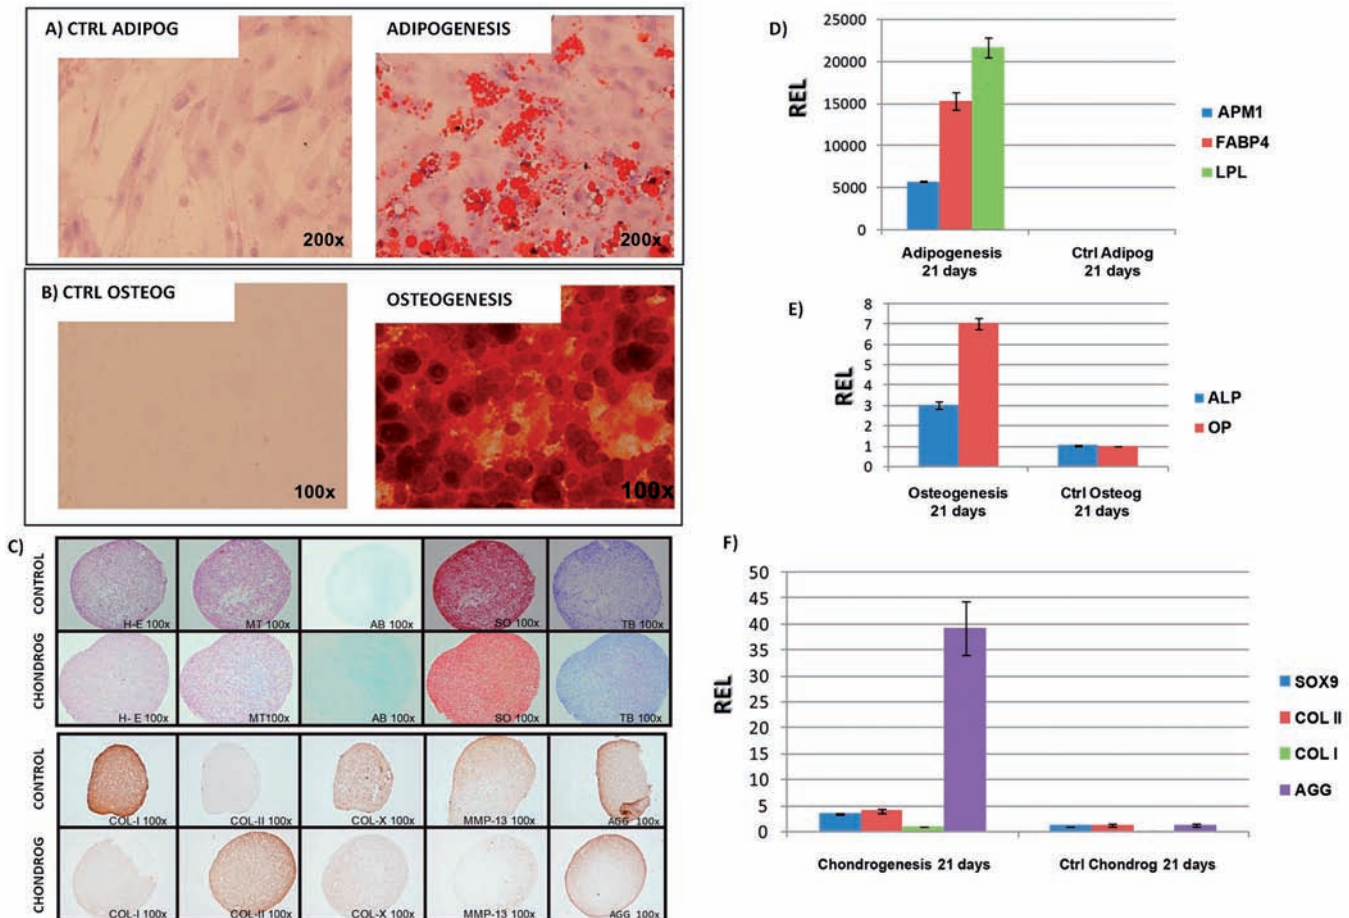 A) CTRL ADIPOG
ADIPOGENESIS
200x
200x
B) CTRL OSTEOG
OSTEOGENESIS
100x
100x
C)
CONTROL
H-E 100x
MT 100x
AB 100x
SO 100x
TB 100x
CHONDROG
H- E 100x
MT100x
AB 100x
SO 100x
TB 100x
CONTROL
COL-I 100x
COL-II 100x
COL-X 100x
MMP-13 100x
AGG 100x
CHONDROG
COL-I 100x
COL-II 100x
COL-X 100x
MMP-13 100x
AGG 100x
D)
REL
25000
20000
15000
10000
5000
0
Adipogenesis
21 days
Ctrl Adipog
21 days
APM1
FABP4
LPL
E)
REL
8
7
6
5
4
3
2
1
0
Osteogenesis
21 days
Ctrl Osteog
21 days
ALP
OP
F)
REL
50
45
40
35
30
25
20
15
10
5
0
Chondrogenesis 21 days
Ctrl Chondrog 21 days
SOX9
COL II
COL I
AGG